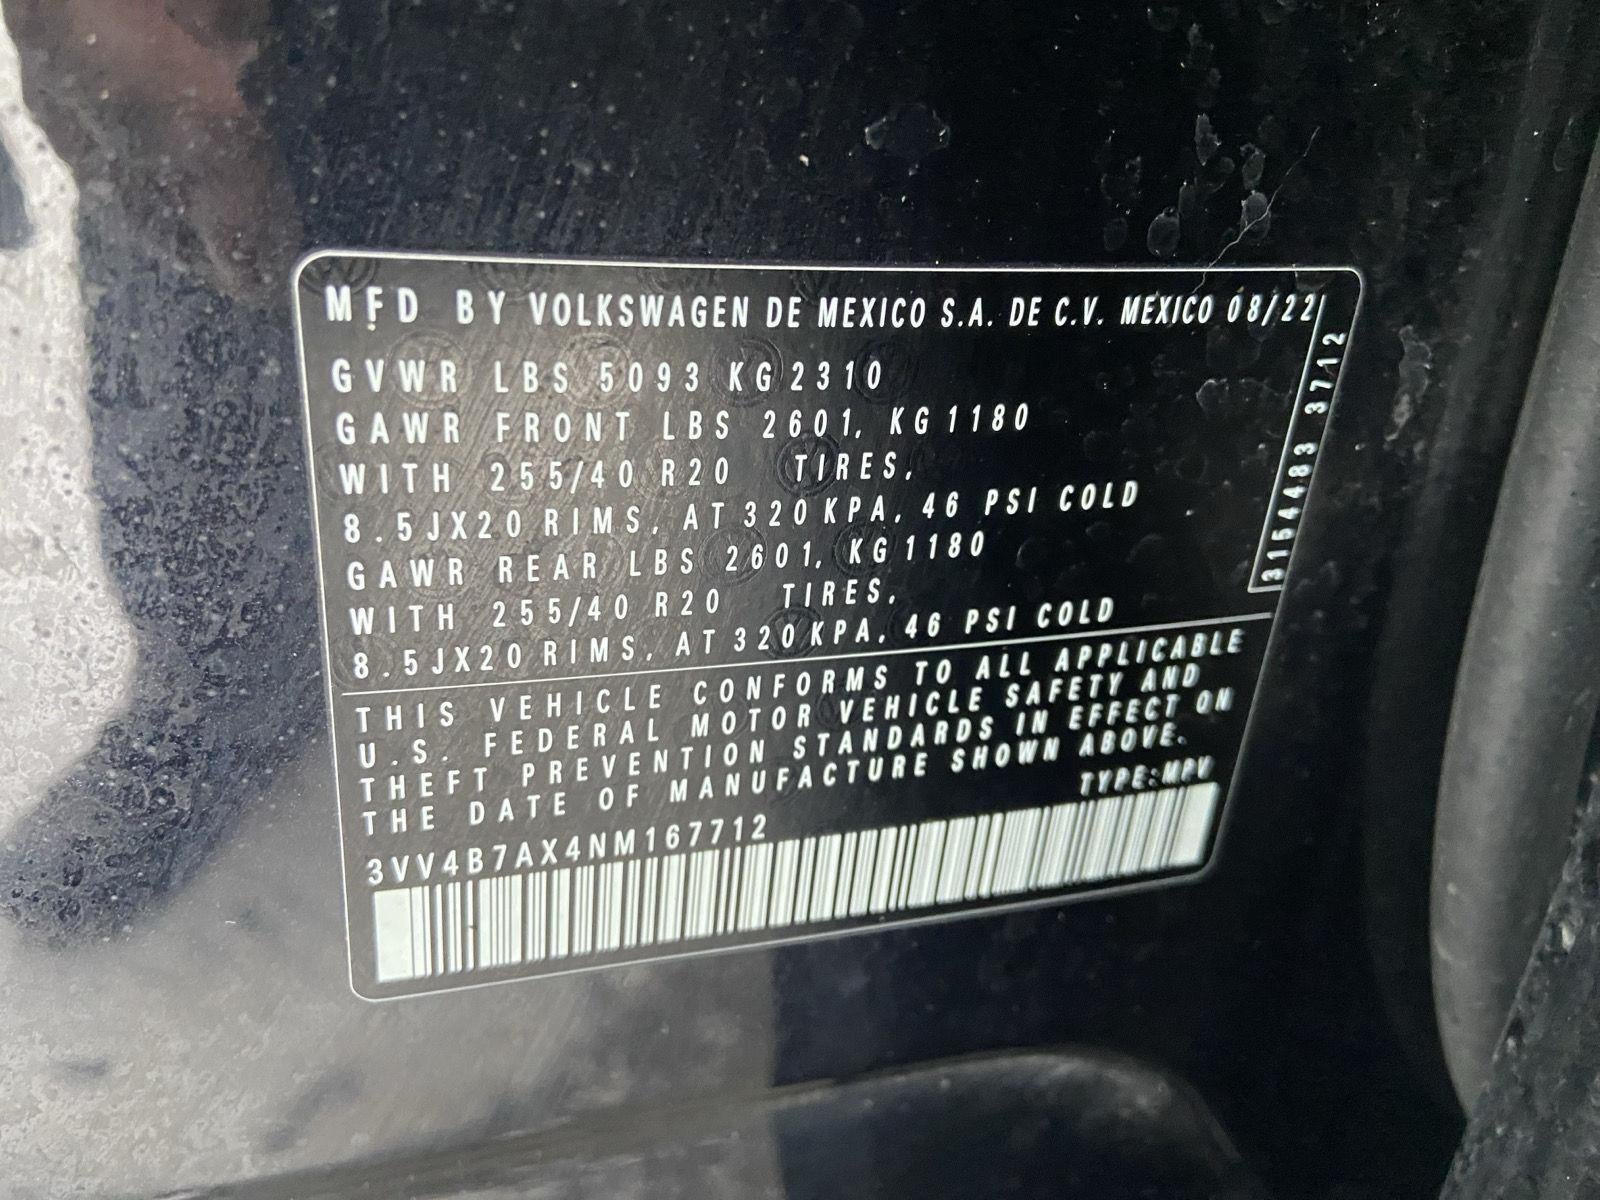 MFD BY VOLKSWAGEN DE MEXICO S.A. DE C.V. MEXICO 08/22
GVWR LBS 5093 KG 2310
GAWR FRONT LBS 2601, KG 1180
WITH 255/40 R20 TIRES,
8.5JX20 RIMS, AT 320 KPA, 46 PSI COLD
GAWR REAR LBS 2601, KG 1180
WITH 255/40 R20 TIRES,
8.5JX20 RIMS, AT 320 KPA, 46 PSI COLD
3154483 3712
THIS VEHICLE CONFORMS TO ALL APPLICABLE
U.S. FEDERAL MOTOR VEHICLE SAFETY AND
THEFT PREVENTION STANDARDS IN EFFECT ON
THE DATE OF MANUFACTURE SHOWN ABOVE.
TYPE:MPV
3VV4B7AX4NM167712